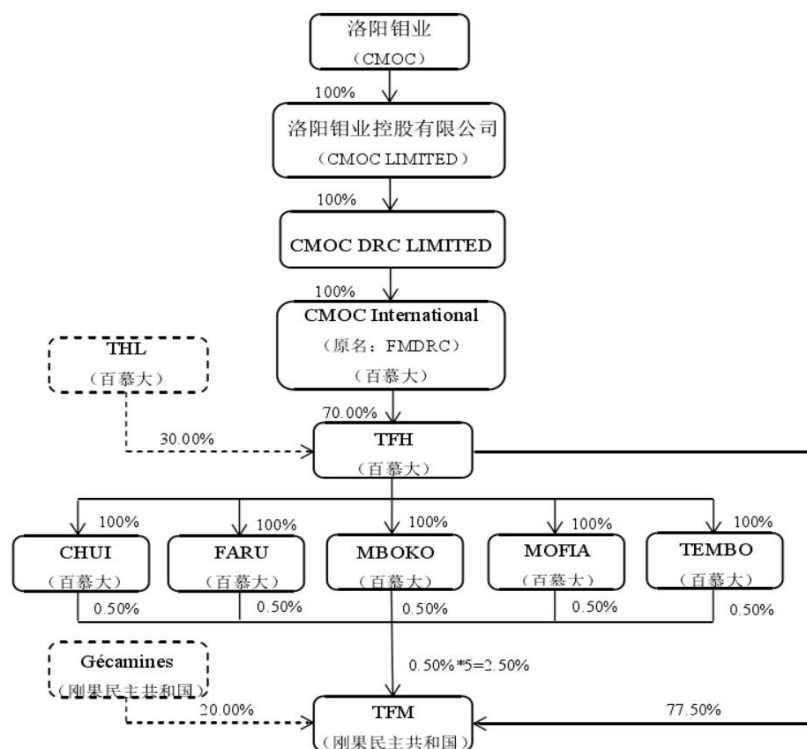 洛阳钼业
（CMOC）
100%
洛阳钼业控股有限公司
（CMOC LIMITED）
100%
CMOC DRC LIMITED
100%
CMOC International
（原名：FMDRC）
（百慕大）
THL
（百慕大）
70.00%
30.00%
TFH
（百慕大）
100% 100% 100% 100% 100%
CHUI FARU MBOKO MOFIA TEMBO
（百慕大） （百慕大） （百慕大） （百慕大） （百慕大）
0.50% 0.50% 0.50% 0.50% 0.50%
Gécamines
（刚果民主共和国）
0.50%*5=2.50%
20.00% TFM 77.50%
（刚果民主共和国）